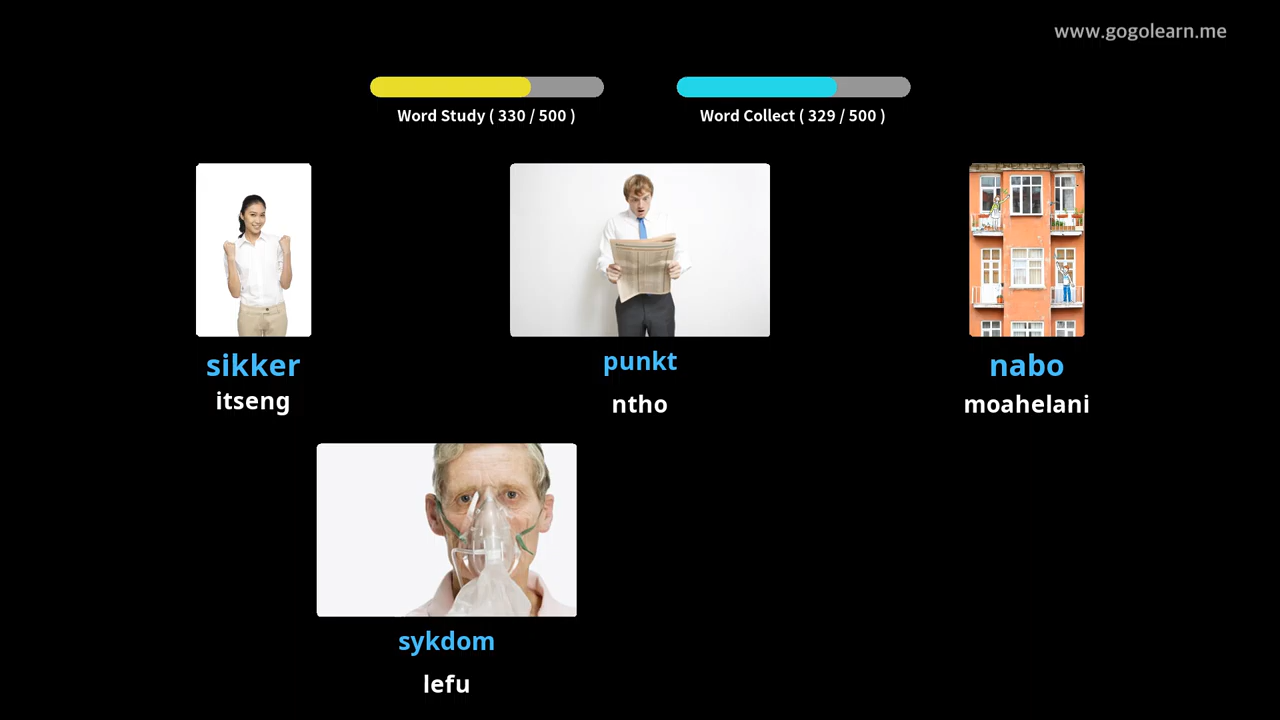 www.gogolearn.me
Word Study ( 330 / 500 )
Word Collect ( 329 / 500 )
sikker
itseng
punkt
ntho
nabo
moahelani
sykdom
lefu